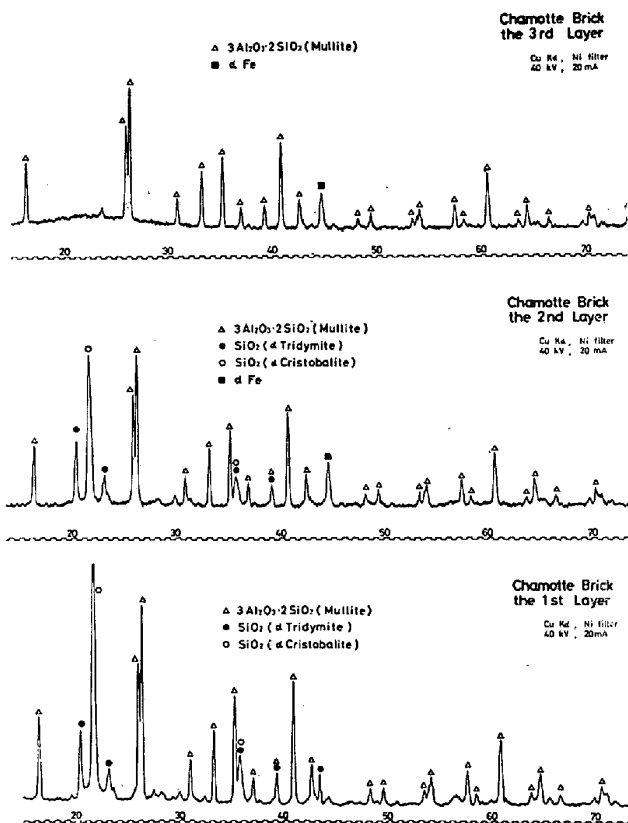 Chamotte Brick
the 3rd Layer
Cu Kα, Ni filter
40 kV, 20 mA
△ 3Al₂O₃·2SiO₂ (Mullite)
■ α Fe
20 30 40 50 60 70
Chamotte Brick
the 2nd Layer
Cu Kα, Ni filter
40 kV, 20 mA
△ 3Al₂O₃·2SiO₂ (Mullite)
● SiO₂ (α Tridymite)
○ SiO₂ (α Cristobalite)
■ α Fe
20 30 40 50 60 70
Chamotte Brick
the 1st Layer
Cu Kα, Ni filter
40 kV, 20mA
△ 3Al₂O₃·2SiO₂ (Mullite)
● SiO₂ (α Tridymite)
○ SiO₂ (α Cristobalite)
20 30 40 50 60 70